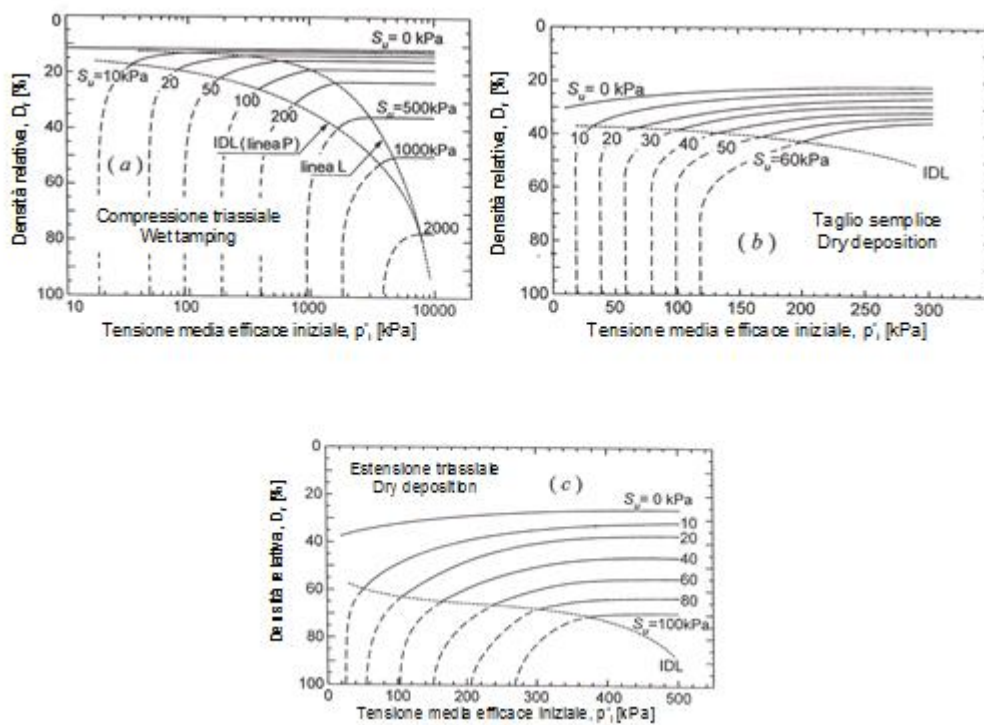 0
20
40
60
80
100
Densità relativa, Dr [%]
Su= 0 kPa
Su=10kPa
20
50
100
200
Su=500kPa
1000kPa
2000
IDL (linea P)
linea L
(a)
Compressione triassiale
Wet tamping
10
100
1000
10000
Tensione media efficace iniziale, p'i [kPa]
0
20
40
60
80
100
Densità relativa, Dr [%]
Su= 0 kPa
10
20
30
40
50
Su=60kPa
IDL
(b)
Taglio semplice
Dry deposition
0
50
100
150
200
250
300
Tensione media efficace iniziale, p'i [kPa]
0
20
40
60
80
100
Densità relativa, Dr [%]
Estensione triassiale
Dry deposition
(c)
Su= 0 kPa
10
20
40
60
80
Su=100kPa
IDL
0
100
200
300
400
500
Tensione media efficace iniziale, p'i [kPa]